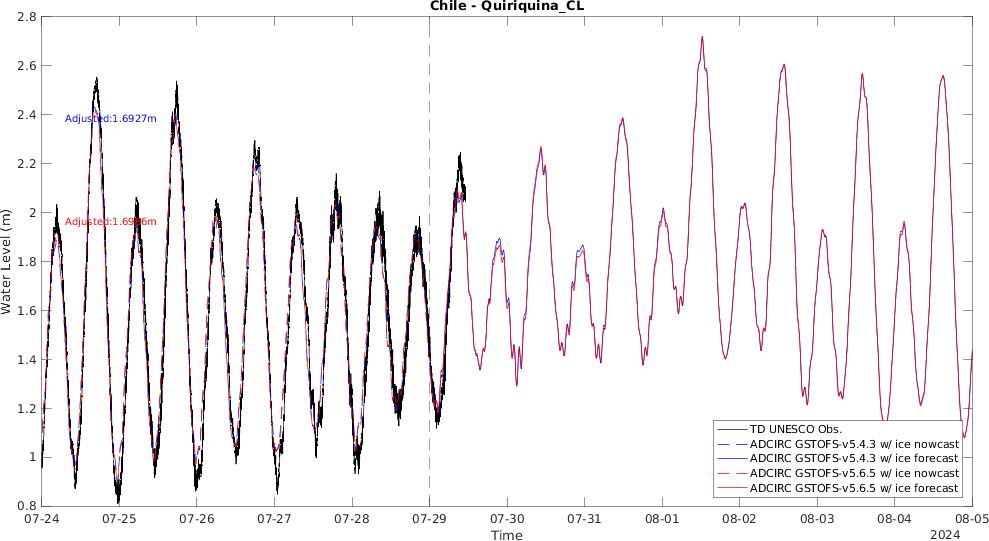 Chile - Quiriquina_CL
2.8
2.6
2.4
2.2
2
1.8
1.6
1.4
1.2
1
0.8
Water Level (m)
Adjusted:1.6927m
TD UNESCO Obs.
ADCIRC GSTOFS-v5.4.3 w/ ice nowcast
ADCIRC GSTOFS-v5.4.3 w/ ice forecast
ADCIRC GSTOFS-v5.6.5 w/ ice nowcast
ADCIRC GSTOFS-v5.6.5 w/ ice forecast
07-24 07-25 07-26 07-27 07-28 07-29 07-30 07-31 08-01 08-02 08-03 08-04 08-05
Time
2024